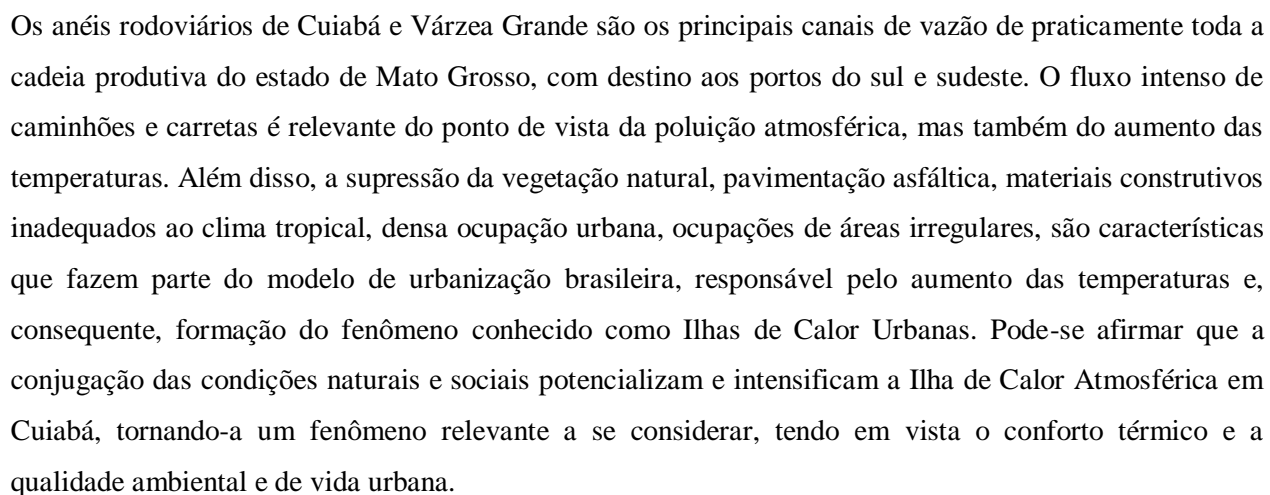 Os anéis rodoviários de Cuiabá e Várzea Grande são os principais canais de vazão de praticamente toda a
cadeia produtiva do estado de Mato Grosso, com destino aos portos do sul e sudeste. O fluxo intenso de
caminhões e carretas é relevante do ponto de vista da poluição atmosférica, mas também do aumento das
temperaturas. Além disso, a supressão da vegetação natural, pavimentação asfáltica, materiais construtivos
inadequados ao clima tropical, densa ocupação urbana, ocupações de áreas irregulares, são características
que fazem parte do modelo de urbanização brasileira, responsável pelo aumento das temperaturas e,
consequente, formação do fenômeno conhecido como Ilhas de Calor Urbanas. Pode-se afirmar que a
conjugação das condições naturais e sociais potencializam e intensificam a Ilha de Calor Atmosférica em
Cuiabá, tornando-a um fenômeno relevante a se considerar, tendo em vista o conforto térmico e a
qualidade ambiental e de vida urbana.